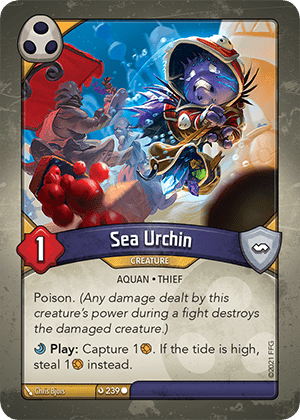 Sea Urchin
1
CREATURE
AQUAN • THIEF
Poison. (Any damage dealt by this
creature's power during a fight destroys
the damaged creature.)
Play: Capture 1. If the tide is high,
steal 1 instead.
Chris Bjors
239
©2021 FFG